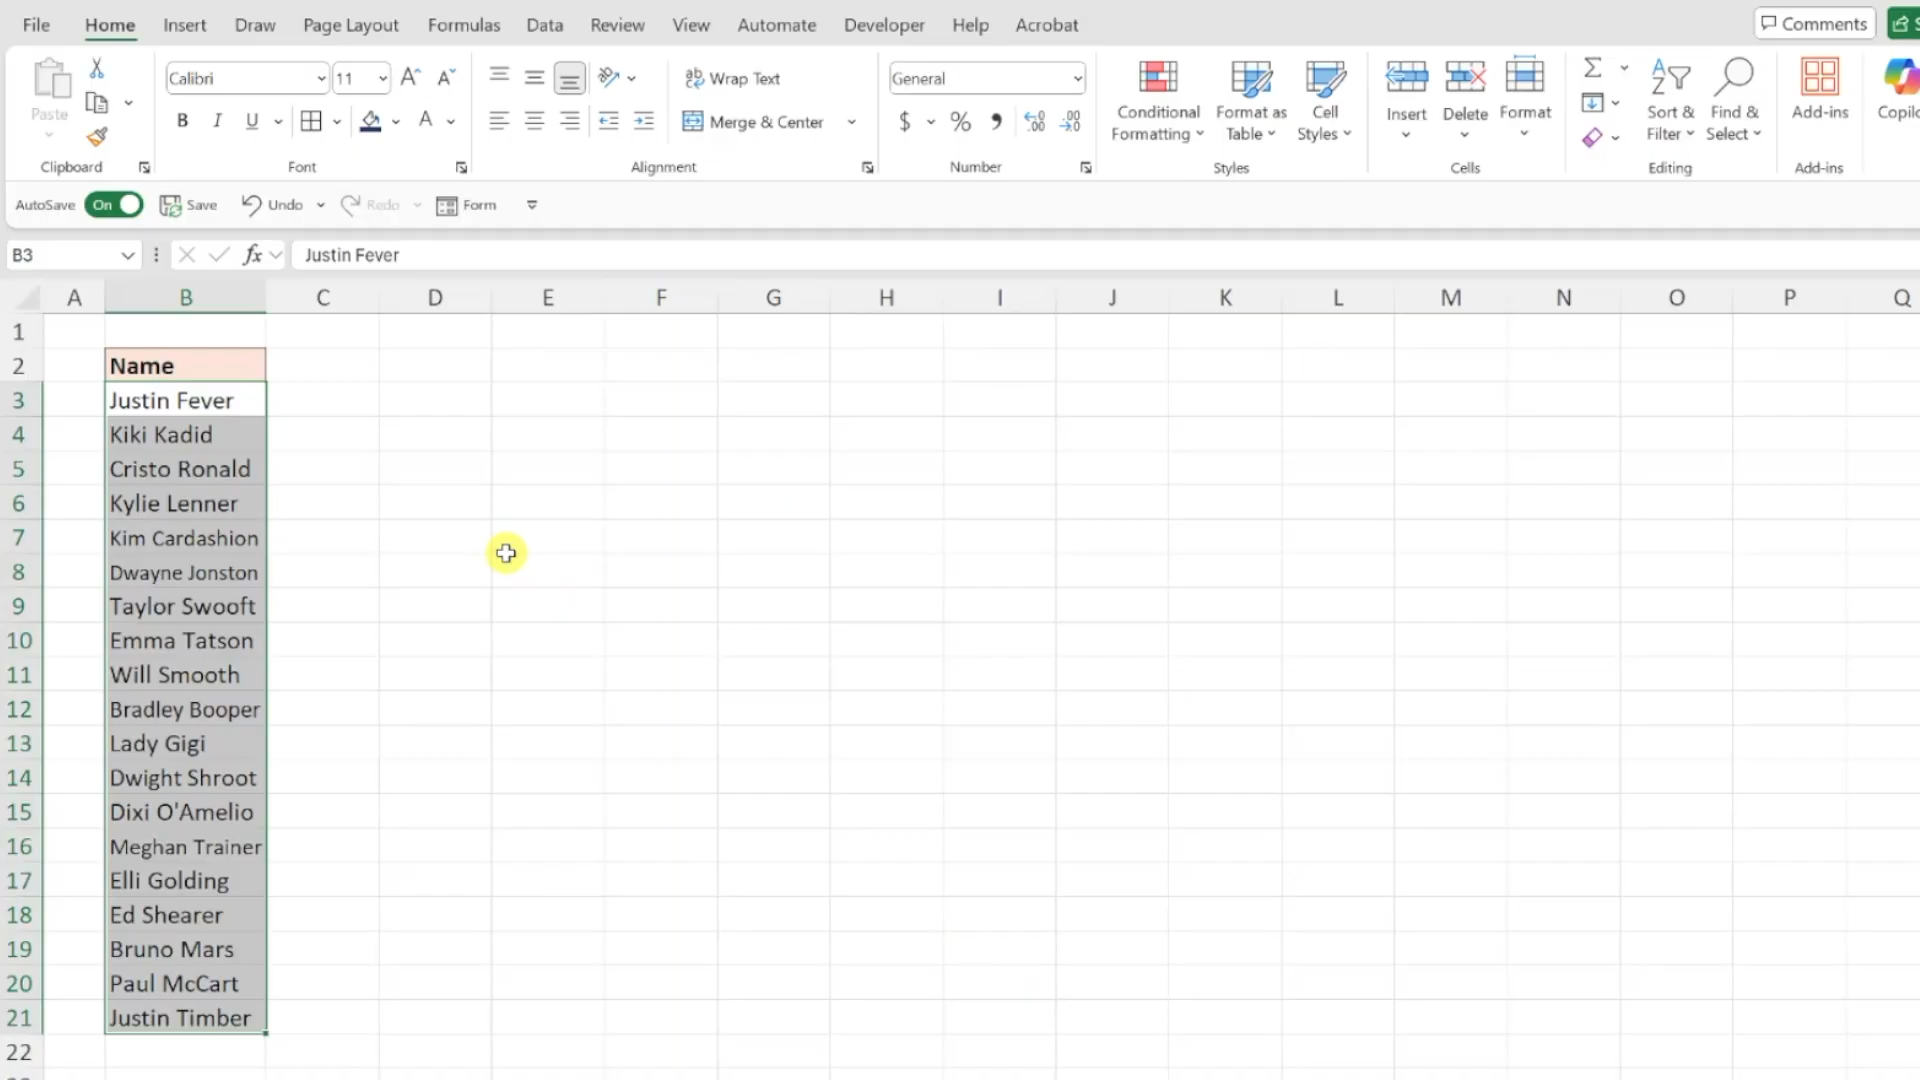 File Home Insert Draw Page Layout Formulas Data Review View Automate Developer Help Acrobat Comments
Calibri 11 Wrap Text General
Paste B I U A Merge & Center $ % Conditional Formatting Format as Table Cell Styles Insert Delete Format Sort & Filter Find & Select Add-ins
Clipboard Font Alignment Number Styles Cells Editing Add-ins
AutoSave On Save Undo Redo Form
B3 fx Justin Fever
A B C D E F G H I J K L M N O P Q
1
2 Name
3 Justin Fever
4 Kiki Kadid
5 Cristo Ronald
6 Kylie Lenner
7 Kim Cardashion
8 Dwayne Jonston
9 Taylor Swooft
10 Emma Tatson
11 Will Smooth
12 Bradley Booper
13 Lady Gigi
14 Dwight Shroot
15 Dixi O'Amelio
16 Meghan Trainer
17 Elli Golding
18 Ed Shearer
19 Bruno Mars
20 Paul McCart
21 Justin Timber
22